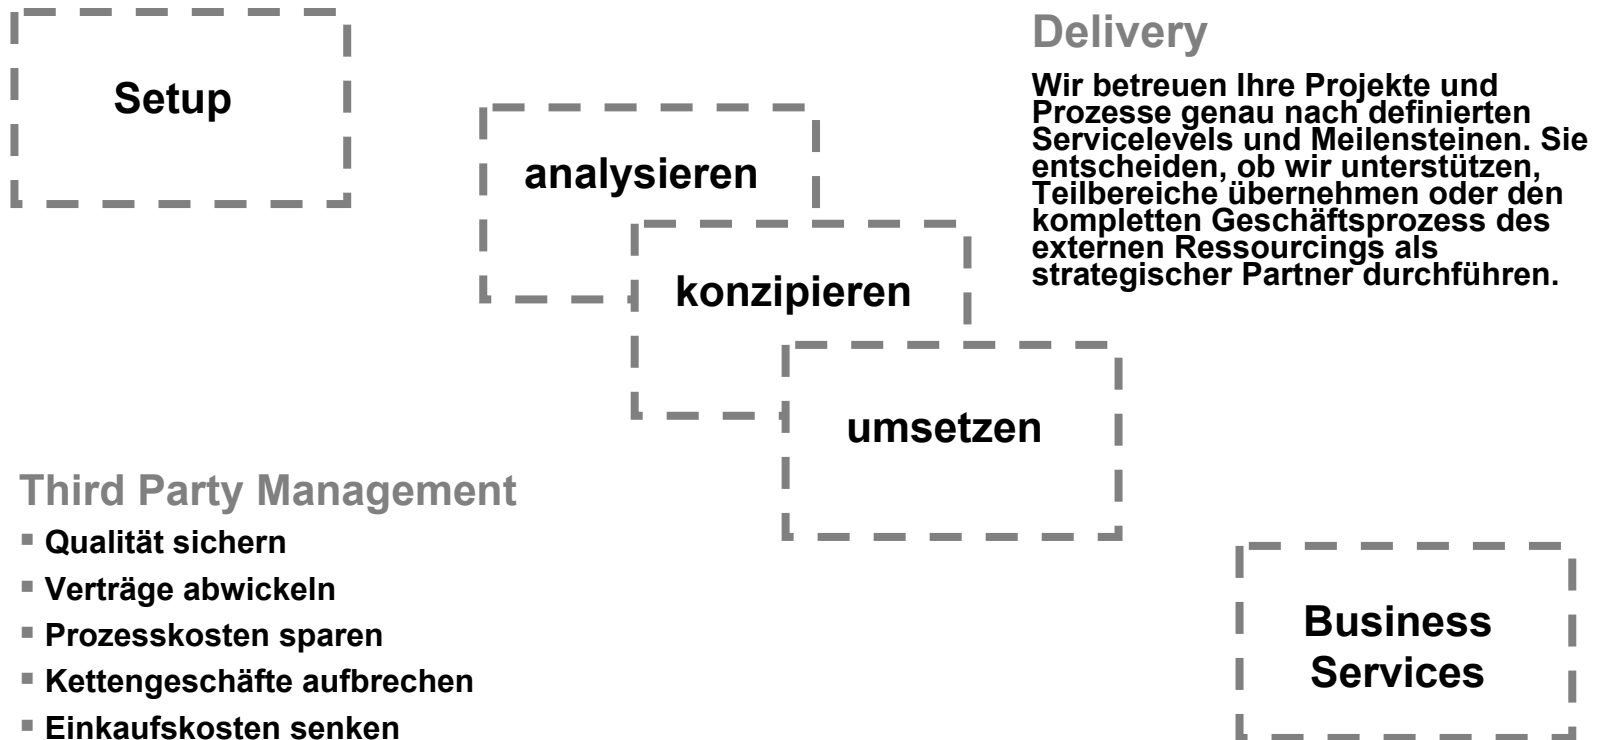 Setup
analysieren
konzipieren
umsetzen
Delivery
Wir betreuen Ihre Projekte und
Prozesse genau nach definierten
Servicelevels und Meilensteinen. Sie
entscheiden, ob wir unterstützen,
Teilbereiche übernehmen oder den
kompletten Geschäftsprozess des
externen Ressourcings als
strategischer Partner durchführen.
Third Party Management
▪ Qualität sichern
▪ Verträge abwickeln
▪ Prozesskosten sparen
▪ Kettengeschäfte aufbrechen
▪ Einkaufskosten senken
Business
Services